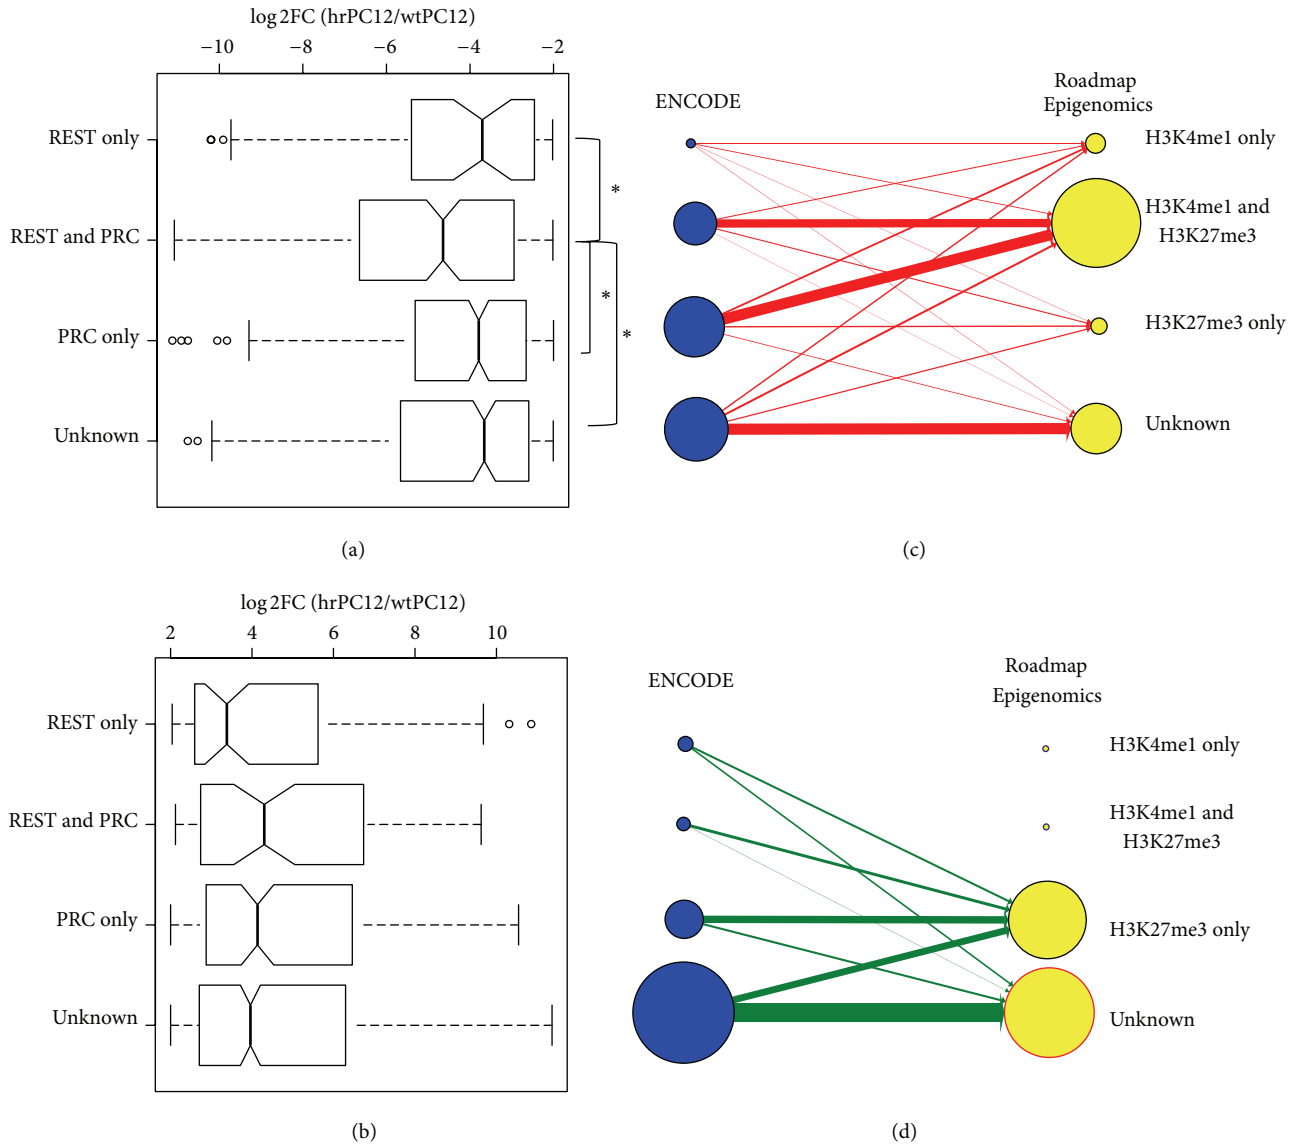 log2FC (hrPC12/wtPC12)
−10 −8 −6 −4 −2
REST only
REST and PRC
PRC only
Unknown
*
*
*
(a)
ENCODE
Roadmap
Epigenomics
H3K4me1 only
H3K4me1 and
H3K27me3
H3K27me3 only
Unknown
(c)
log2FC (hrPC12/wtPC12)
2 4 6 8 10
REST only
REST and PRC
PRC only
Unknown
(b)
ENCODE
Roadmap
Epigenomics
H3K4me1 only
H3K4me1 and
H3K27me3
H3K27me3 only
Unknown
(d)